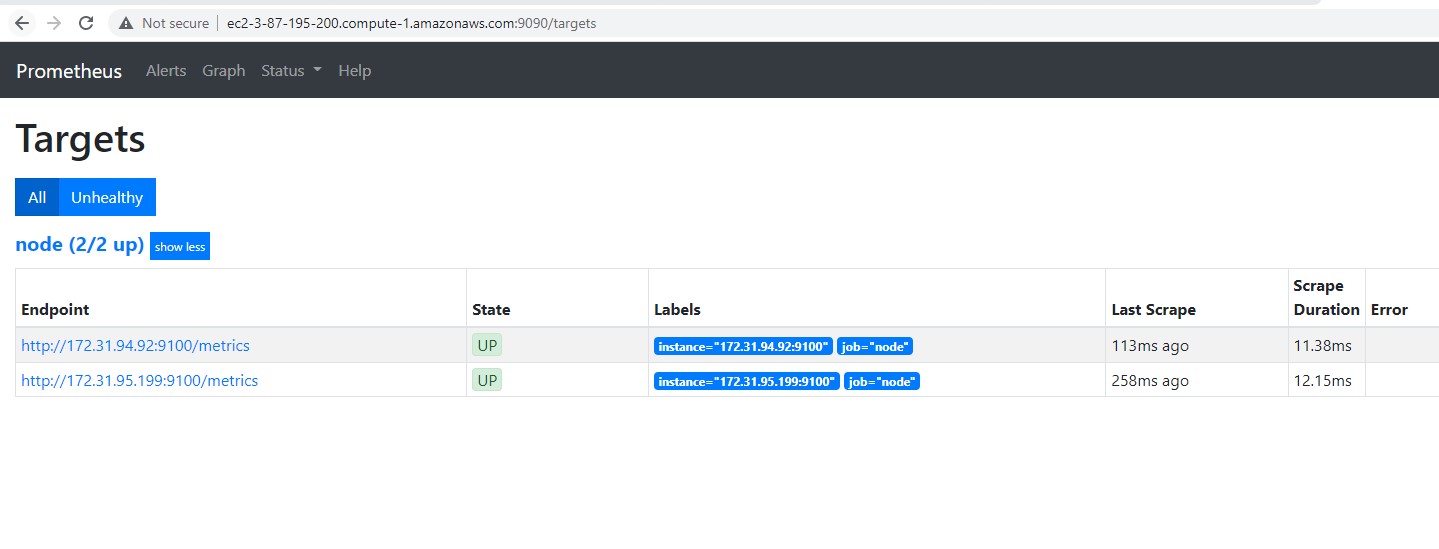 Not secure ec2-3-87-195-200.compute-1.amazonaws.com:9090/targets
Prometheus Alerts Graph Status Help
Targets
All Unhealthy
node (2/2 up) show less
Endpoint State Labels Last Scrape Scrape Duration Error
http://172.31.94.92:9100/metrics UP instance="172.31.94.92:9100" job="node" 113ms ago 11.38ms
http://172.31.95.199:9100/metrics UP instance="172.31.95.199:9100" job="node" 258ms ago 12.15ms